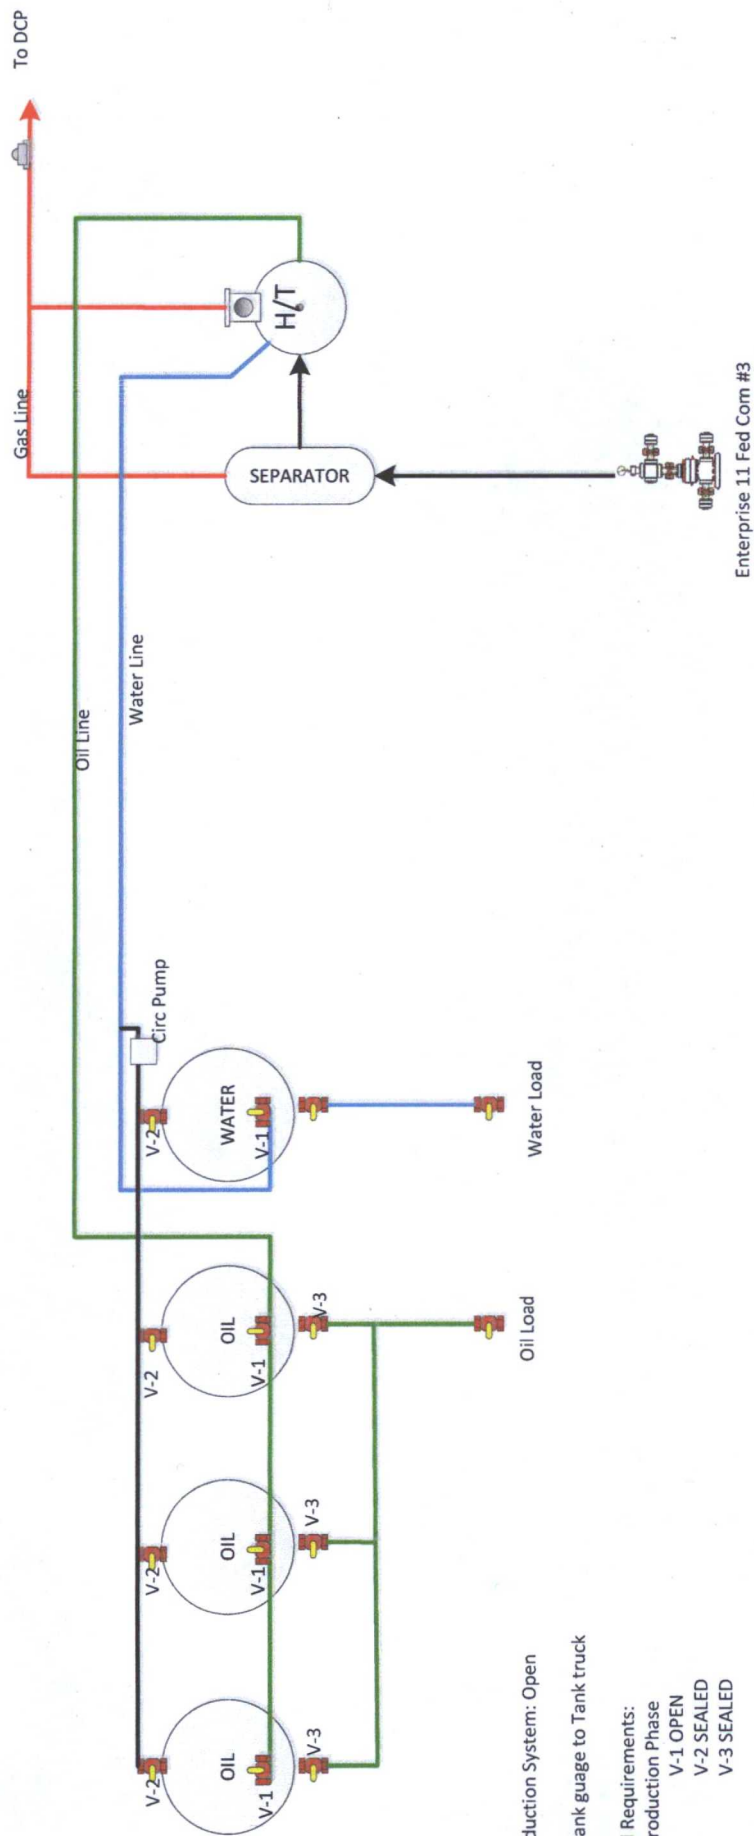 To DCP
Gas Line
Oil Line
Water Line
H/T
SEPARATOR
Enterprise 11 Fed Com #3
Circ Pump
V-2
WATER
V-1
Water Load
V-2
OIL
V-1
V-3
Oil Load
V-2
OIL
V-1
V-3
V-2
OIL
V-1
V-3
duction System: Open
ank guage to Tank truck
l Requirements:
roduction Phase
V-1 OPEN
V-2 SEALED
V-3 SEALED